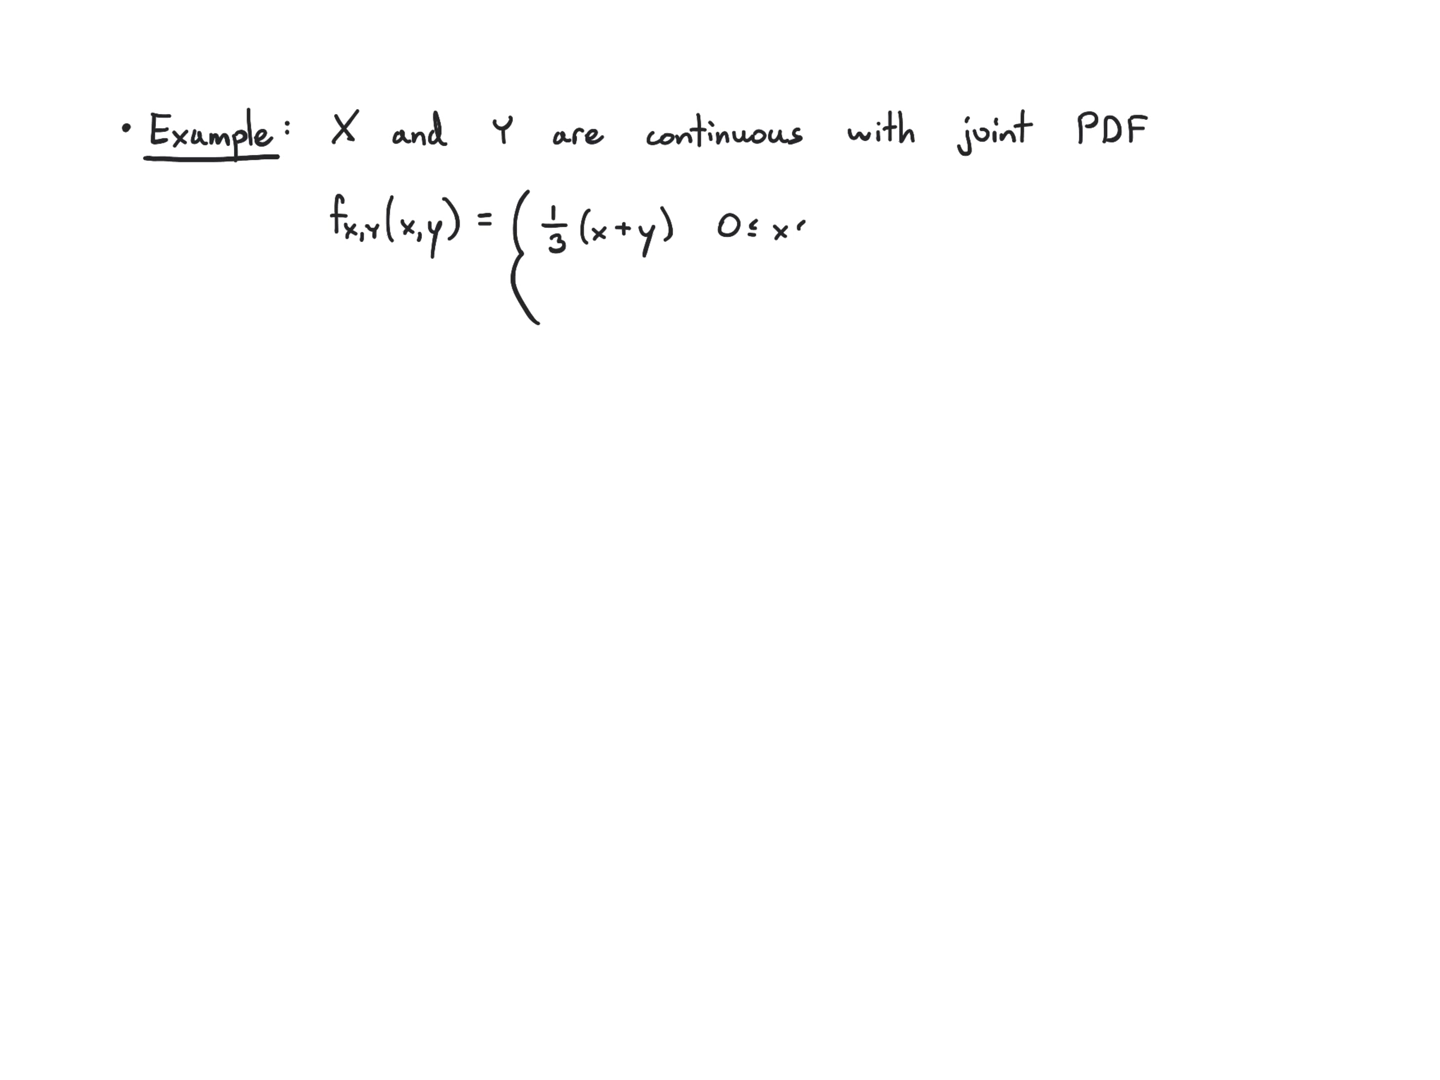 • Example: X and Y are continuous with joint PDF
f_{X,Y}(x,y) = { 1/3 (x+y) 0 ≤ x